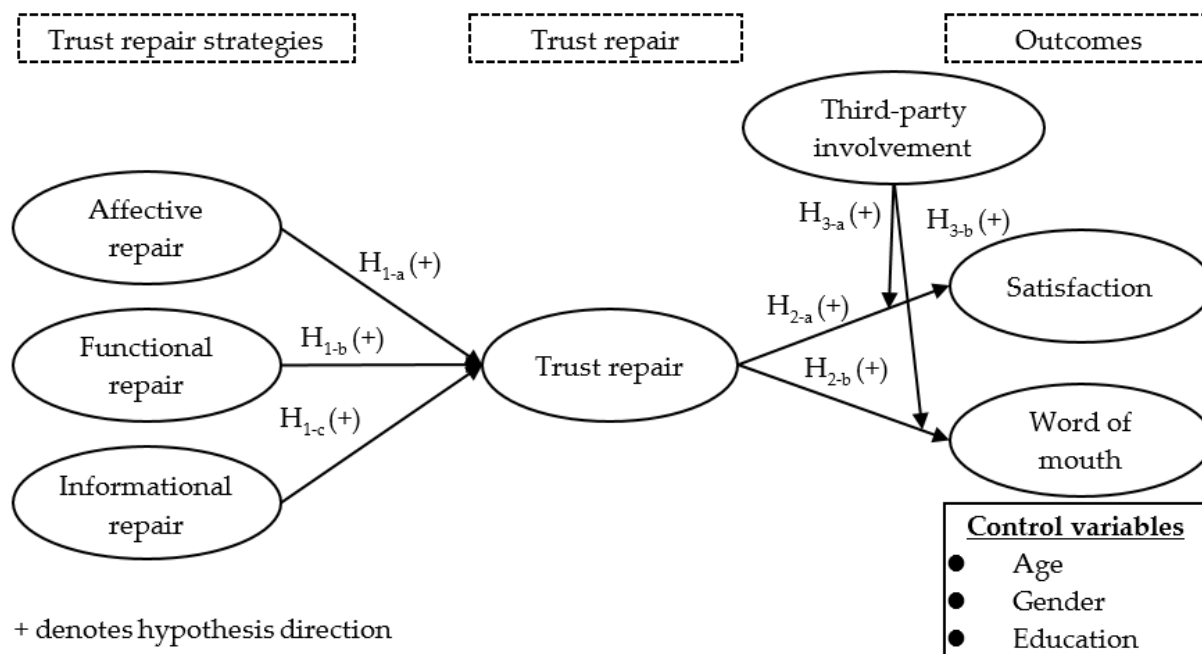 Trust repair strategies
Trust repair
Outcomes
Third-party
involvement
Affective
repair
H3-a (+)
H3-b (+)
H1-a (+)
Satisfaction
H2-a (+)
Functional
repair
H1-b (+)
Trust repair
H2-b (+)
H1-c (+)
Word of
mouth
Informational
repair
Control variables
● Age
● Gender
● Education
+ denotes hypothesis direction